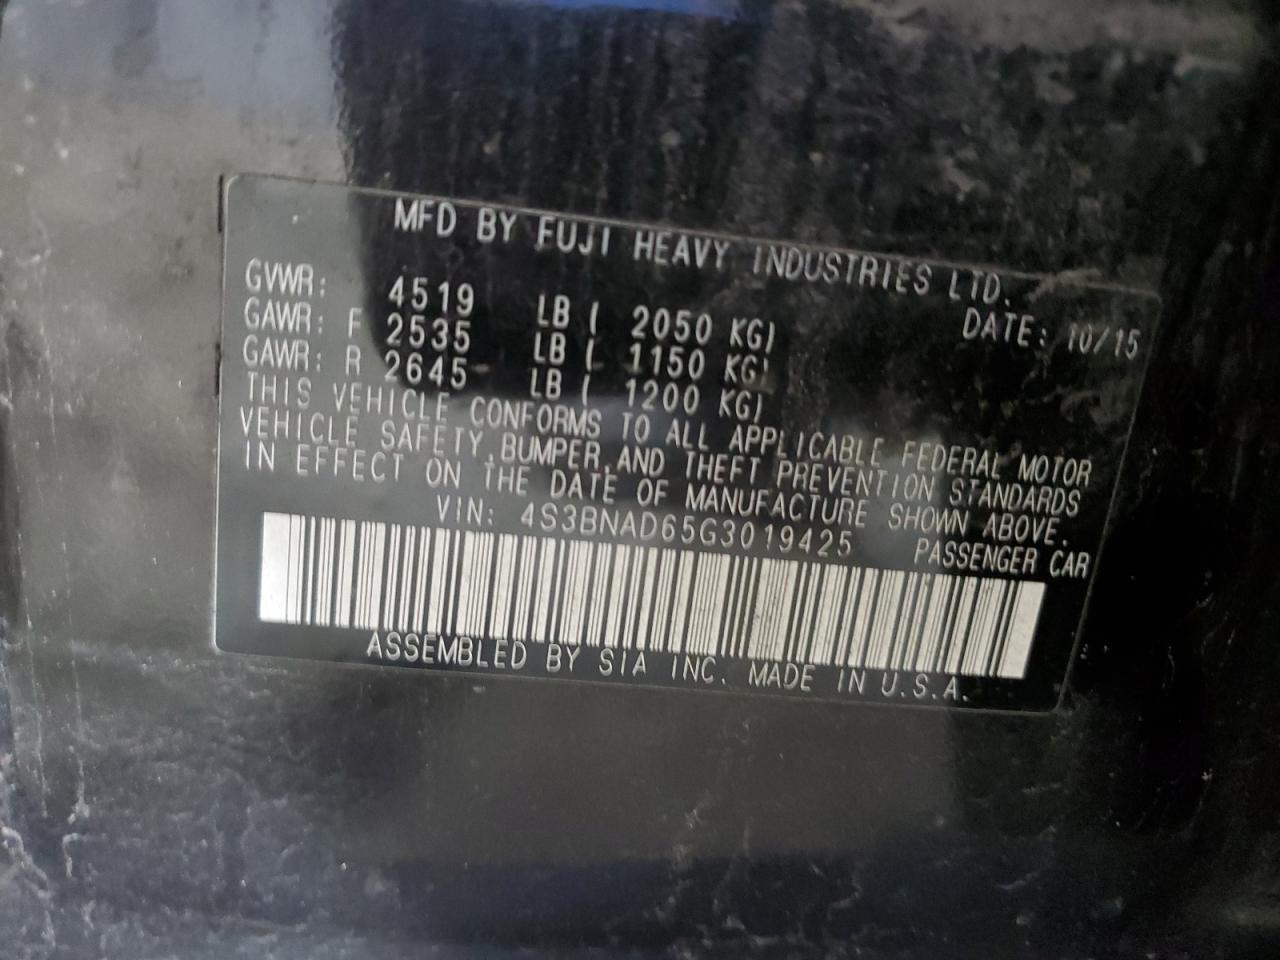 MFD BY FUJI HEAVY INDUSTRIES LTD.
DATE: 10/15
GVWR: 4519 LB ( 2050 KG)
GAWR: F 2535 LB ( 1150 KG)
GAWR: R 2645 LB ( 1200 KG)
THIS VEHICLE CONFORMS TO ALL APPLICABLE FEDERAL MOTOR
VEHICLE SAFETY, BUMPER, AND THEFT PREVENTION STANDARDS
IN EFFECT ON THE DATE OF MANUFACTURE SHOWN ABOVE.
VIN: 4S3BNAD65G3019425 PASSENGER CAR
ASSEMBLED BY SIA INC. MADE IN U.S.A.